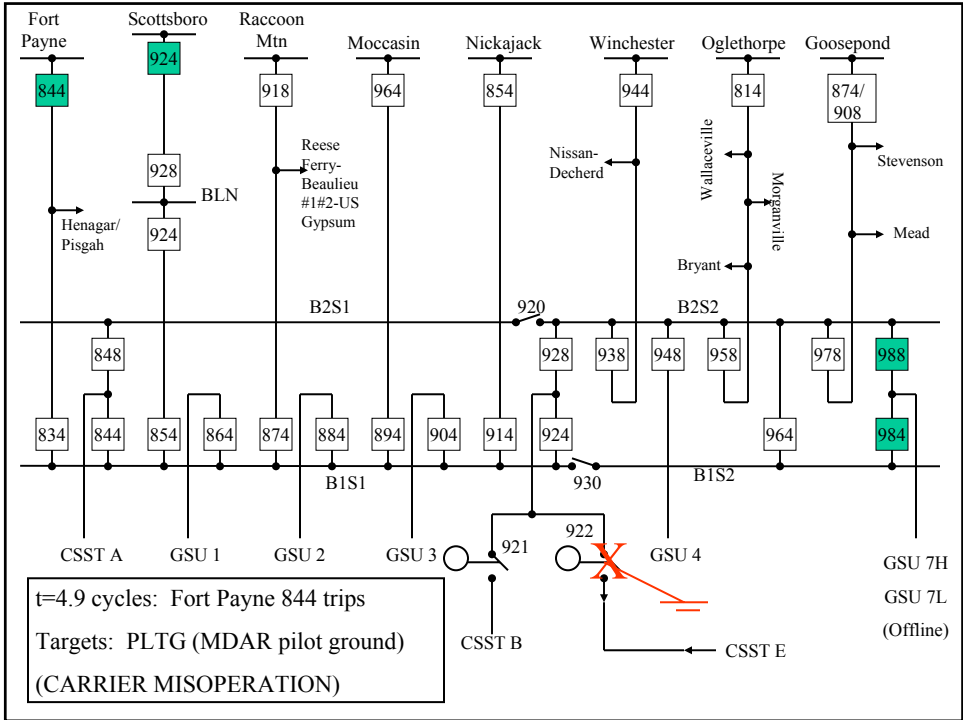 Fort
Payne
Scottsboro
Raccoon
Mtn
Moccasin
Nickajack
Winchester
Oglethorpe
Goosepond
844
924
918
964
854
944
814
874/
908
928
BLN
924
Henagar/
Pisgah
Reese
Ferry-
Beaulieu
#1#2-US
Gypsum
Nissan-
Decherd
Wallaceville
Morganville
Bryant
Stevenson
Mead
B2S1
920
B2S2
848
928
938
948
958
978
988
834
844
854
864
874
884
894
904
914
924
964
984
B1S1
930
B1S2
CSST A
GSU 1
GSU 2
GSU 3
921
922
GSU 4
GSU 7H
GSU 7L
(Offline)
CSST B
X
CSST E
t=4.9 cycles: Fort Payne 844 trips
Targets: PLTG (MDAR pilot ground)
(CARRIER MISOPERATION)